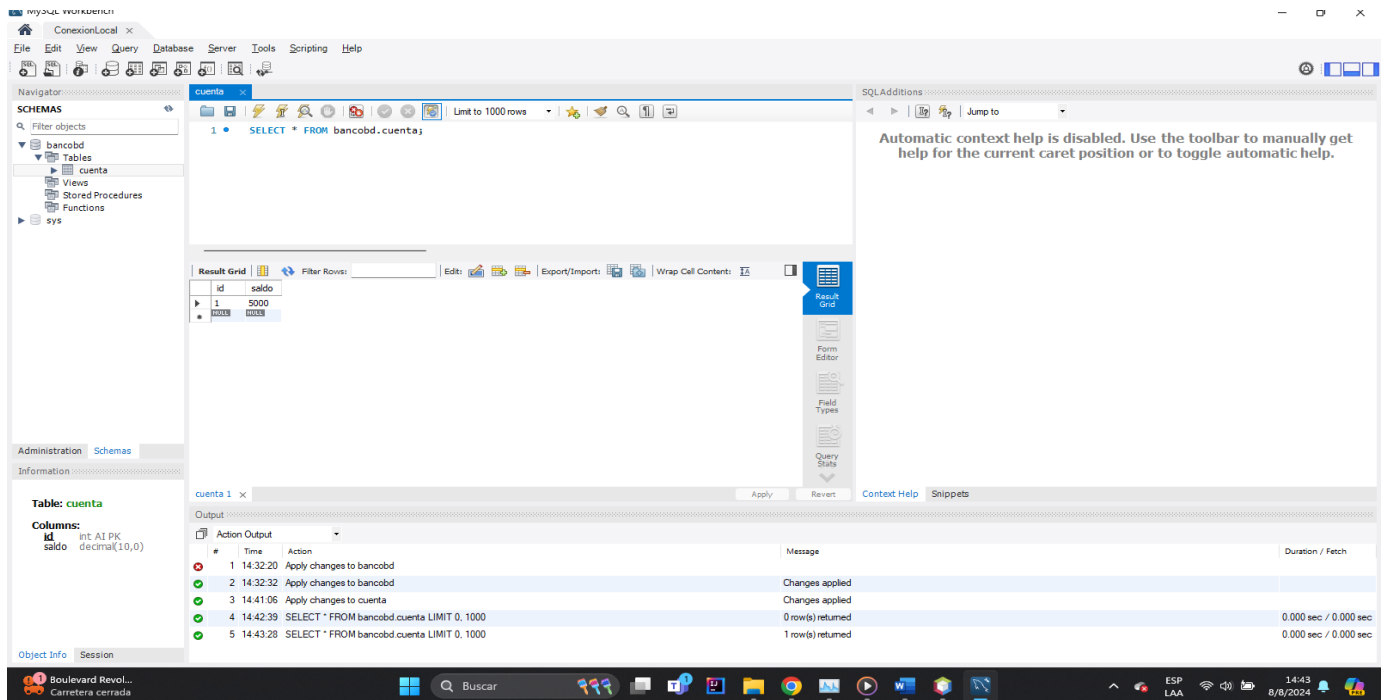 MySQL Workbench
ConexionLocal ×
File Edit View Query Database Server Tools Scripting Help
Navigator
SCHEMAS
Filter objects
bancobd
Tables
cuenta
Views
Stored Procedures
Functions
sys
Administration Schemas
Information
Table: cuenta
Columns:
id int AI PK
saldo decimal(10,0)
Object Info Session
cuenta ×
Limit to 1000 rows
1 SELECT * FROM bancobd.cuenta;
Result Grid Filter Rows: Edit: Export/Import: Wrap Cell Content:
id saldo
1 5000
NULL NULL
Result Grid
Form Editor
Field Types
Query Stats
cuenta 1 × Apply Revert
SQLAdditions
Jump to
Automatic context help is disabled. Use the toolbar to manually get
help for the current caret position or to toggle automatic help.
Context Help Snippets
Output
Action Output
# Time Action Message Duration / Fetch
1 14:32:20 Apply changes to bancobd
2 14:32:32 Apply changes to bancobd Changes applied
3 14:41:06 Apply changes to cuenta Changes applied
4 14:42:39 SELECT * FROM bancobd.cuenta LIMIT 0, 1000 0 row(s) returned 0.000 sec / 0.000 sec
5 14:43:28 SELECT * FROM bancobd.cuenta LIMIT 0, 1000 1 row(s) returned 0.000 sec / 0.000 sec
1 Boulevard Revol...
Carretera cerrada
Buscar
ESP
LAA
14:43
8/8/2024